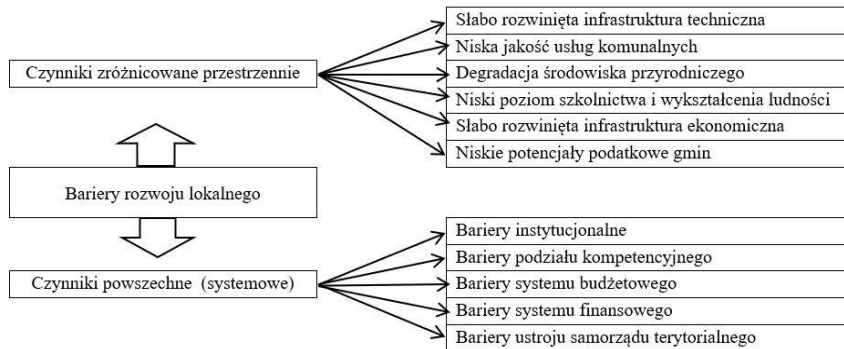 Słabo rozwinięta infrastruktura techniczna
Niska jakość usług komunalnych
Czynniki zróżnicowane przestrzennie
Degradacja środowiska przyrodniczego
Niski poziom szkolnictwa i wykształcenia ludności
Słabo rozwinięta infrastruktura ekonomiczna
Niskie potencjały podatkowe gmin
Bariery rozwoju lokalnego
Bariery instytucjonalne
Bariery podziału kompetencyjnego
Czynniki powszechne (systemowe)
Bariery systemu budżetowego
Bariery systemu finansowego
Bariery ustroju samorządu terytorialnego